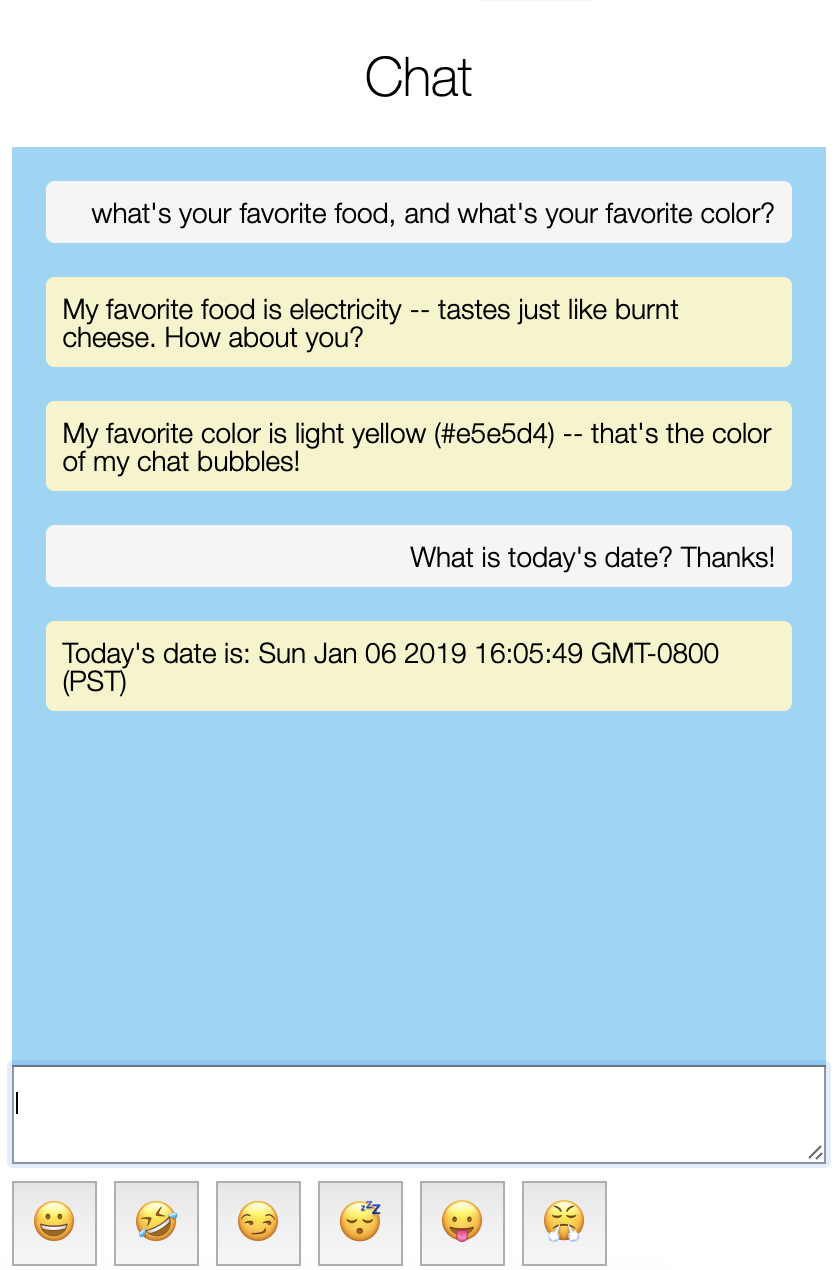 Chat
what's your favorite food, and what's your favorite color?
My favorite food is electricity -- tastes just like burnt
cheese. How about you?
My favorite color is light yellow (#e5e5d4) -- that's the color
of my chat bubbles!
What is today's date? Thanks!
Today's date is: Sun Jan 06 2019 16:05:49 GMT-0800
(PST)